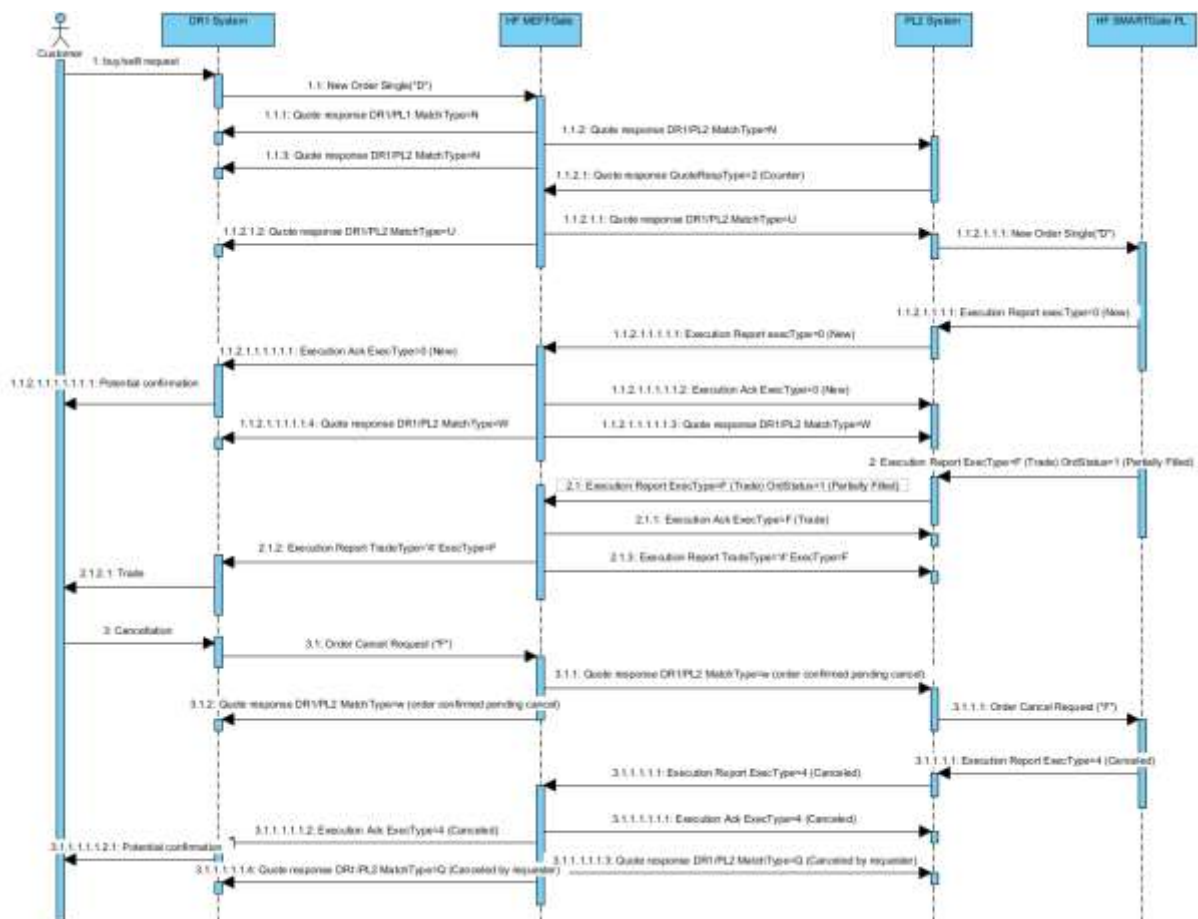 DR1 System
HF MEFFGate
PL2 System
HF SMARTGate PL
Customer
1: buy/sell request
1.1: New Order Single("D")
1.1.1: Quote response DR1/PL1 MatchType=N
1.1.2: Quote response DR1/PL2 MatchType=N
1.1.3: Quote response DR1/PL2 MatchType=N
1.1.2.1: Quote response QuoteRespType=2 (Counter)
1.1.2.1.1: Quote response DR1/PL2 MatchType=U
1.1.2.1.2: Quote response DR1/PL2 MatchType=U
1.1.2.1.1.1: New Order Single("D")
1.1.2.1.1.1.1: Execution Report execType=0 (New)
1.1.2.1.1.1.1.1: Execution Report execType=0 (New)
1.1.2.1.1.1.1.1.1: Execution Ack ExecType=0 (New)
1.1.2.1.1.1.1.1.1.1: Potential confirmation
1.1.2.1.1.1.1.1.2: Execution Ack ExecType=0 (New)
1.1.2.1.1.1.1.1.4: Quote response DR1/PL2 MatchType=W
1.1.2.1.1.1.1.1.3: Quote response DR1/PL2 MatchType=W
2: Execution Report ExecType=F (Trade) OrdStatus=1 (Partially Filled)
2.1: Execution Report ExecType=F (Trade) OrdStatus=1 (Partially Filled)
2.1.1: Execution Ack ExecType=F (Trade)
2.1.2: Execution Report TradeType='4' ExecType=F
2.1.3: Execution Report TradeType='4' ExecType=F
2.1.2.1: Trade
3: Cancellation
3.1: Order Cancel Request ("F")
3.1.1: Quote response DR1/PL2 MatchType=w (order confirmed pending cancel)
3.1.2: Quote response DR1/PL2 MatchType=w (order confirmed pending cancel)
3.1.1.1: Order Cancel Request ("F")
3.1.1.1.1: Execution Report ExecType=4 (Canceled)
3.1.1.1.1.1: Execution Report ExecType=4 (Canceled)
3.1.1.1.1.1.2: Execution Ack ExecType=4 (Canceled)
3.1.1.1.1.1.1: Execution Ack ExecType=4 (Canceled)
3.1.1.1.1.1.2.1: Potential confirmation
3.1.1.1.1.1.3: Quote response DR1/PL2 MatchType=Q (Canceled by requester)
3.1.1.1.1.1.4: Quote response DR1/PL2 MatchType=Q (Canceled by requester)